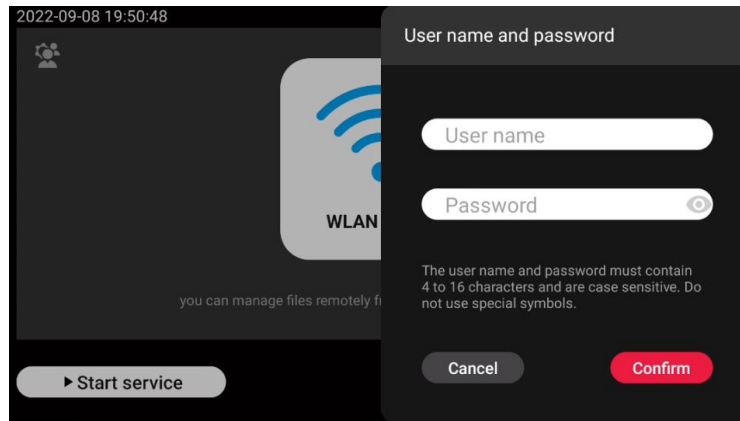 2022-09-08 19:50:48
User name and password
User name
Password
WLAN
The user name and password must contain
4 to 16 characters and are case sensitive. Do
not use special symbols.
you can manage files remotely
Cancel
Confirm
Start service